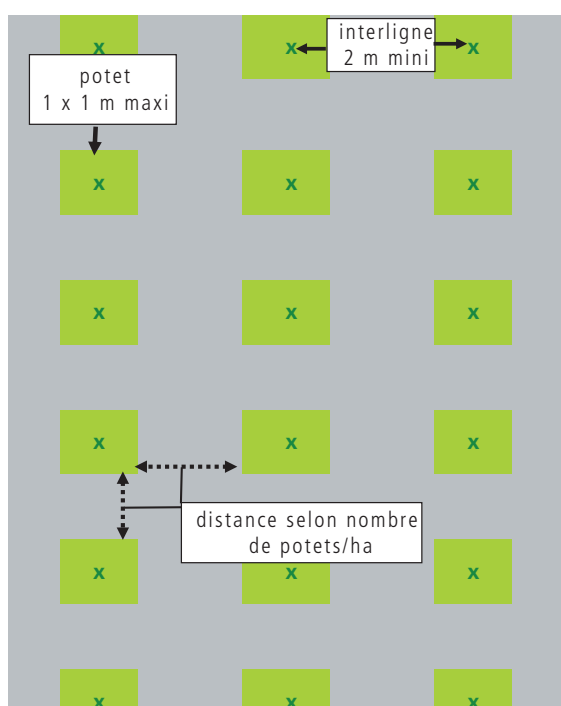 interligne
2 m mini
x
x
x
potet
1 x 1 m maxi
x
x
x
x
x
x
x
x
x
distance selon nombre
de potets/ha
x
x
x
x
x
x